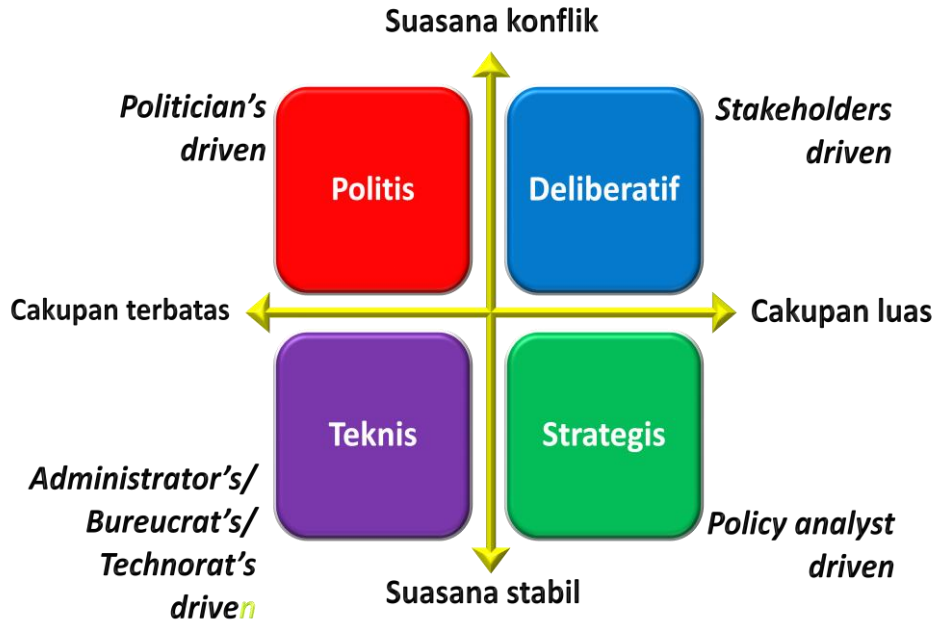 Suasana konflik
Politician's
driven
Politis
Deliberatif
Stakeholders
driven
Cakupan terbatas
Cakupan luas
Teknis
Strategis
Administrator's/
Bureucrat's/
Technorat's
driven
Policy analyst
driven
Suasana stabil